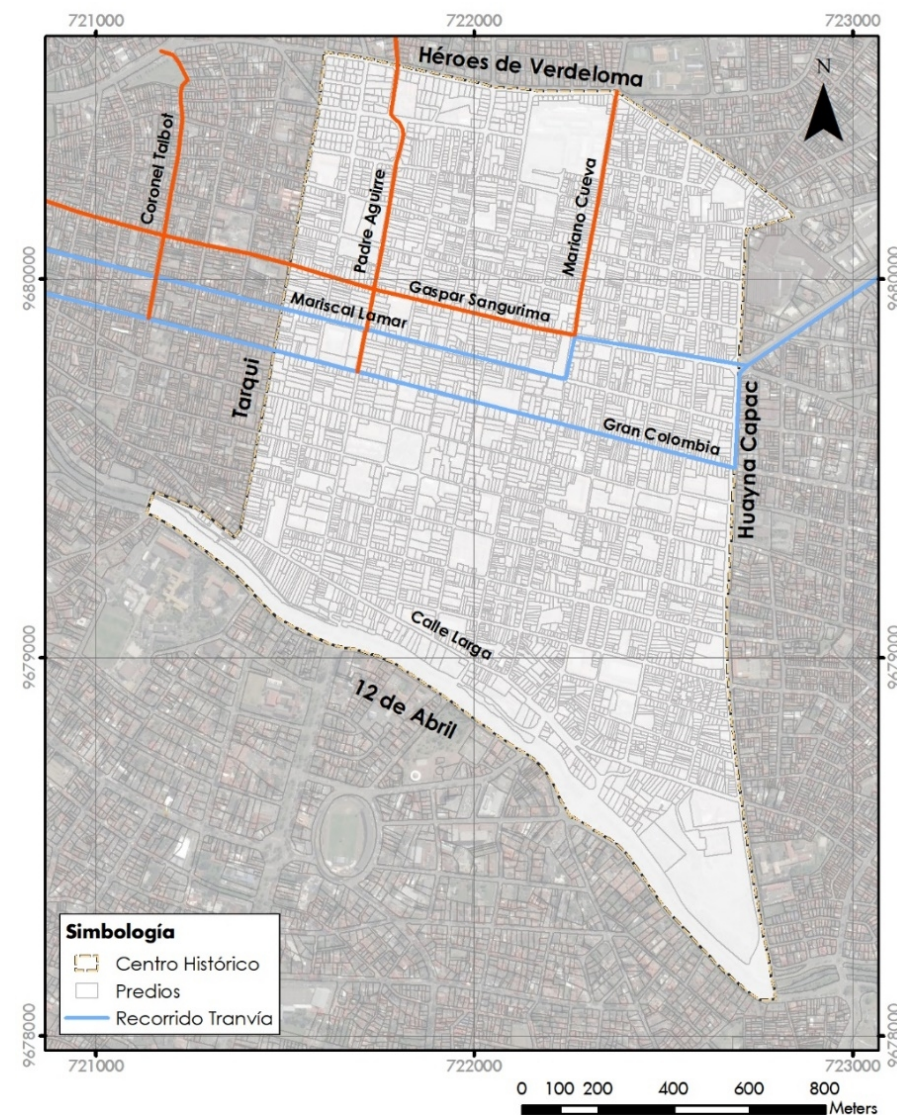 721000
722000
723000
Héroes de Verdeloma
N
Coronel Talbot
Padre Aguirre
Mariano Cueva
9680000
9680000
Gaspar Sangurima
Mariscal Lamar
Tarqui
Gran Colombia
Huayna Capac
Calle Larga
9679000
9679000
12 de Abril
Simbología
Centro Histórico
Predios
Recorrido Tranvía
9678000
9678000
721000
722000
723000
0 100 200 400 600 800
Meters